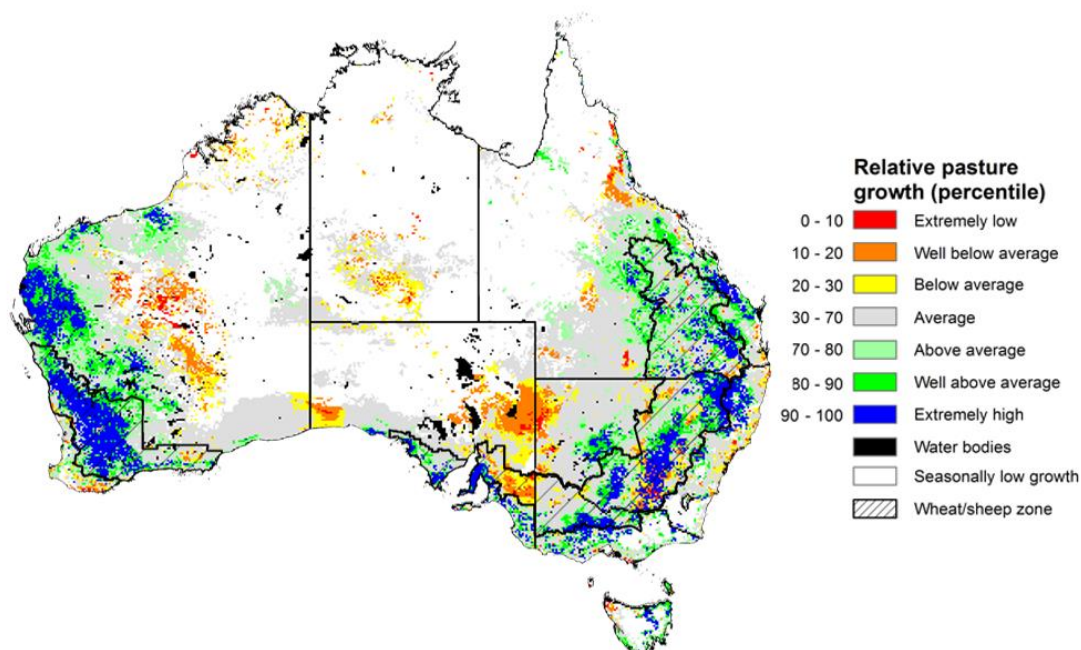 Relative pasture
growth (percentile)
0 - 10 Extremely low
10 - 20 Well below average
20 - 30 Below average
30 - 70 Average
70 - 80 Above average
80 - 90 Well above average
90 - 100 Extremely high
Water bodies
Seasonally low growth
Wheat/sheep zone